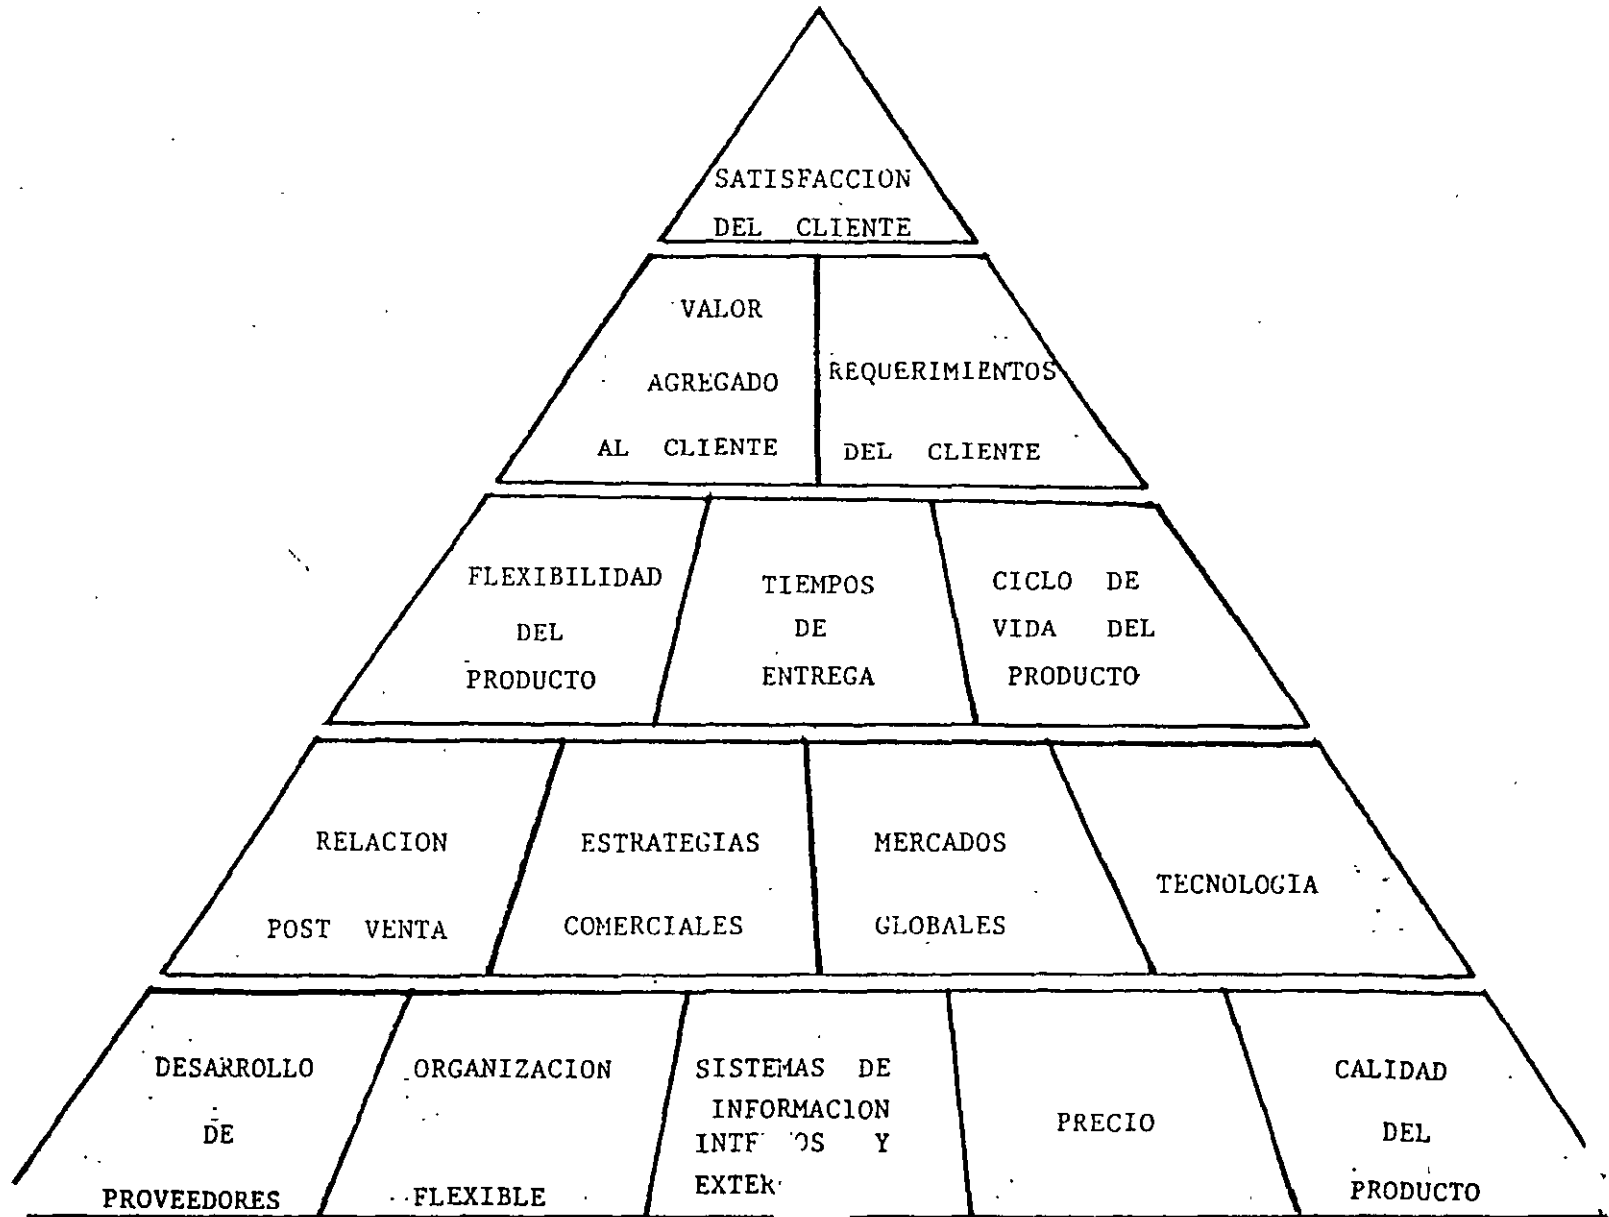 SATISFACCION
DEL CLIENTE
VALOR
AGREGADO
AL CLIENTE
REQUERIMIENTOS
DEL CLIENTE
FLEXIBILIDAD
DEL
PRODUCTO
TIEMPOS
DE
ENTREGA
CICLO DE
VIDA DEL
PRODUCTO
RELACION
POST VENTA
ESTRATEGIAS
COMERCIALES
MERCADOS
GLOBALES
TECNOLOGIA
DESARROLLO
DE
PROVEEDORES
ORGANIZACION
FLEXIBLE
SISTEMAS DE
INFORMACION
Y
PRECIO
CALIDAD
DEL
PRODUCTO